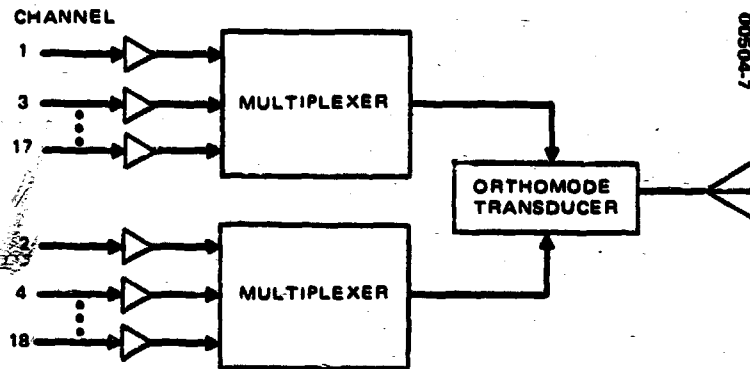 CHANNEL
1
3
17
MULTIPLEXER
2
4
18
MULTIPLEXER
ORTHOMODE
TRANSDUCER
00504-7